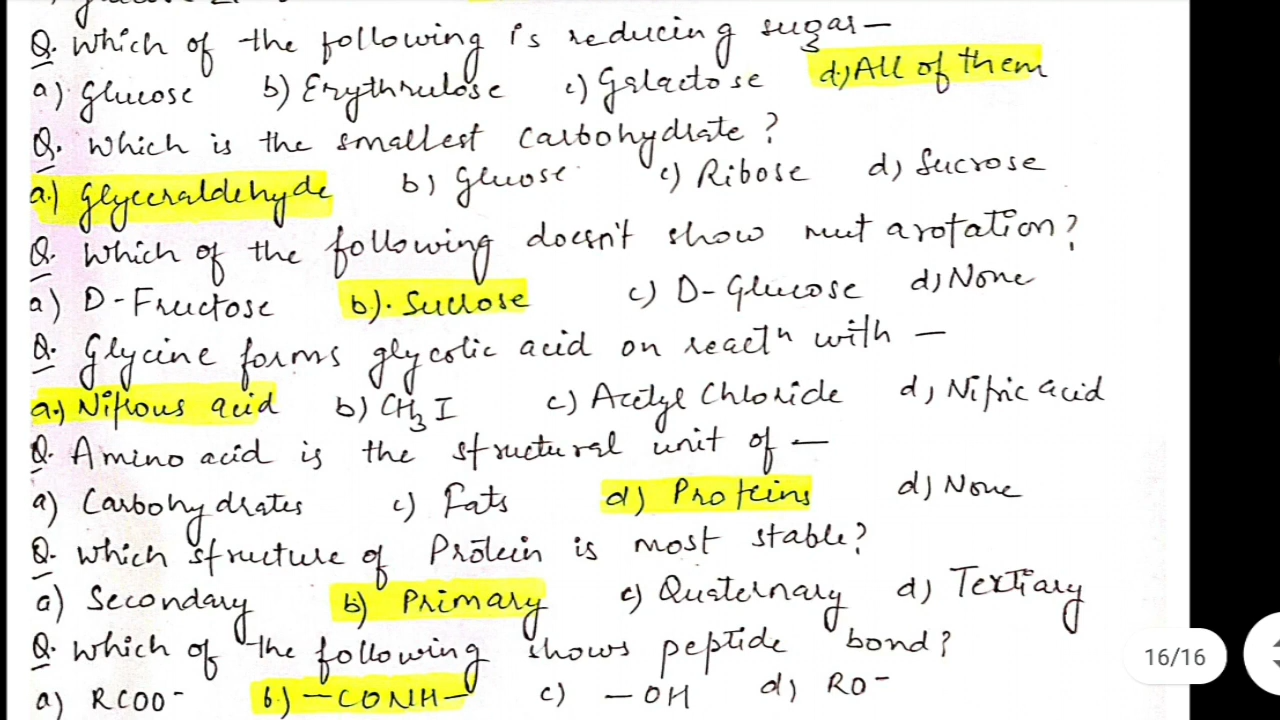 Q. Which of the following is reducing sugar—
a) Glucose b) Erythrulose c) Galactose d) All of them
Q. Which is the smallest Carbohydrate?
a.) Glyceraldehyde b) Gluose c) Ribose d) Sucrose
Q. Which of the following doesn't show mutarotation?
a) D-Fructose b). Sucrose c) D-Glucose d) None
Q. Glycine forms glycolic acid on reactn with —
a.) Nitrous acid b) CH3I c) Acetyl Chloride d) Nitric acid
Q. Amino acid is the structural unit of —
a) Carbohydrates c) Fats d) Proteins d) None
Q. Which structure of Protein is most stable?
a) Secondary b) Primary c) Quaternary d) Tertiary
Q. Which of the following shows peptide bond?
a) RCOO- b.) —CONH— c) —OH d) RO-
16/16